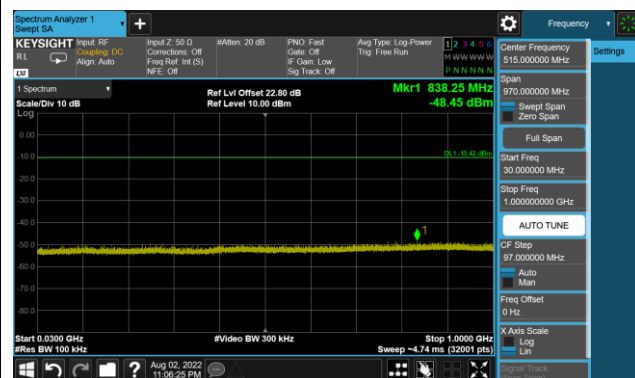 Spectrum Analyzer 1
Swept SA
Frequency
KEYSIGHT
Input: RF
Input Z: 50 Ω
#Atten: 20 dB
PNO: Fast
Avg Type: Log-Power
1 2 3 4 5 6
RL
Coupling: DC
Corrections: Off
Gate: Off
Trig: Free Run
M W W W W W
Align: Auto
Freq Ref: Int (S)
IF Gain: Low
NFE: Off
Sig Track: Off
P N N N N N
LXI
Center Frequency
515.000000 MHz
Settings
1 Spectrum
Ref Lvl Offset 22.80 dB
Mkr1 838.25 MHz
Scale/Div 10 dB
Ref Level 10.00 dBm
-48.45 dBm
Log
Span
970.000000 MHz
Swept Span
Zero Span
Full Span
0.00
-10.0
DL1 -10.42 dBm
-20.0
-30.0
-40.0
1
-50.0
-60.0
-70.0
-80.0
Start Freq
30.000000 MHz
Stop Freq
1.000000000 GHz
AUTO TUNE
CF Step
97.000000 MHz
Auto
Man
Freq Offset
0 Hz
X Axis Scale
Log
Lin
Signal Track
Start 0.0300 GHz
#Video BW 300 kHz
Stop 1.0000 GHz
#Res BW 100 kHz
Sweep ~4.74 ms (32001 pts)
?
Aug 02, 2022
11:06:25 PM